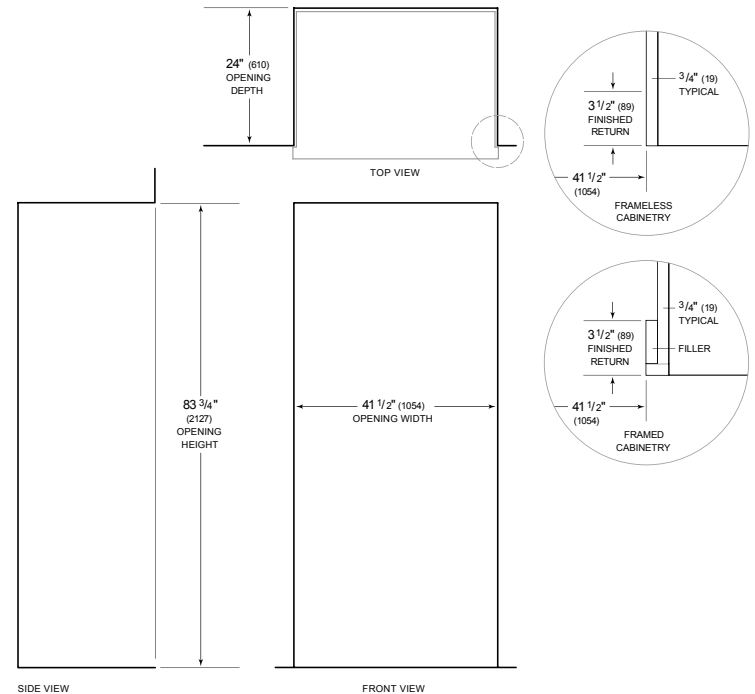 24" (610)
OPENING
DEPTH
TOP VIEW
3/4" (19)
TYPICAL
3 1/2" (89)
FINISHED
RETURN
41 1/2"
(1054)
FRAMELESS
CABINETRY
3/4" (19)
TYPICAL
3 1/2" (89)
FINISHED
RETURN
FILLER
41 1/2"
(1054)
FRAMED
CABINETRY
83 3/4"
(2127)
OPENING
HEIGHT
41 1/2" (1054)
OPENING WIDTH
SIDE VIEW
FRONT VIEW